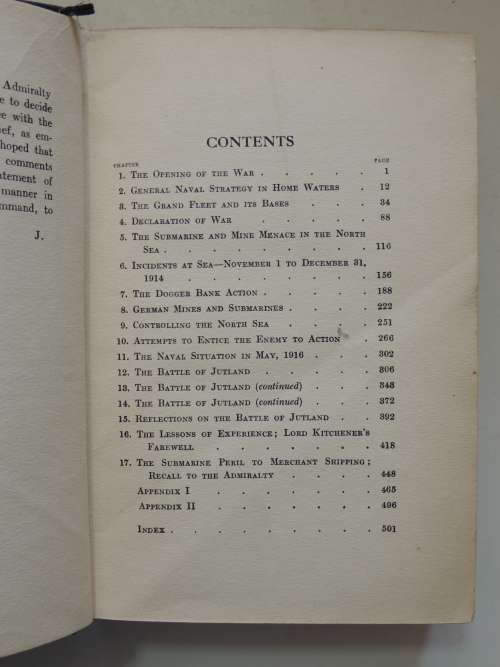 Admiralty
e to decide
e with the
ef, as em-
hoped that
comments
tatement of
manner in
ommand, to
J.
CONTENTS
CHAPTER PAGE
1. The Opening of the War . . . . . 1
2. General Naval Strategy in Home Waters . 12
3. The Grand Fleet and its Bases . . . 34
4. Declaration of War . . . . . 88
5. The Submarine and Mine Menace in the North
Sea . . . . . . . . 116
6. Incidents at Sea—November 1 to December 31,
1914 . . . . . . . 156
7. The Dogger Bank Action . . . . . 188
8. German Mines and Submarines . . . . 222
9. Controlling the North Sea . . . . 251
10. Attempts to Entice the Enemy to Action . 266
11. The Naval Situation in May, 1916 . . . 302
12. The Battle of Jutland . . . . . 306
13. The Battle of Jutland (continued) . . . 348
14. The Battle of Jutland (continued) . . . 372
15. Reflections on the Battle of Jutland . . 392
16. The Lessons of Experience; Lord Kitchener's
Farewell . . . . . . 418
17. The Submarine Peril to Merchant Shipping;
Recall to the Admiralty . . . . 448
Appendix I . . . . . . 465
Appendix II . . . . . . 496
Index . . . . . . . . 501